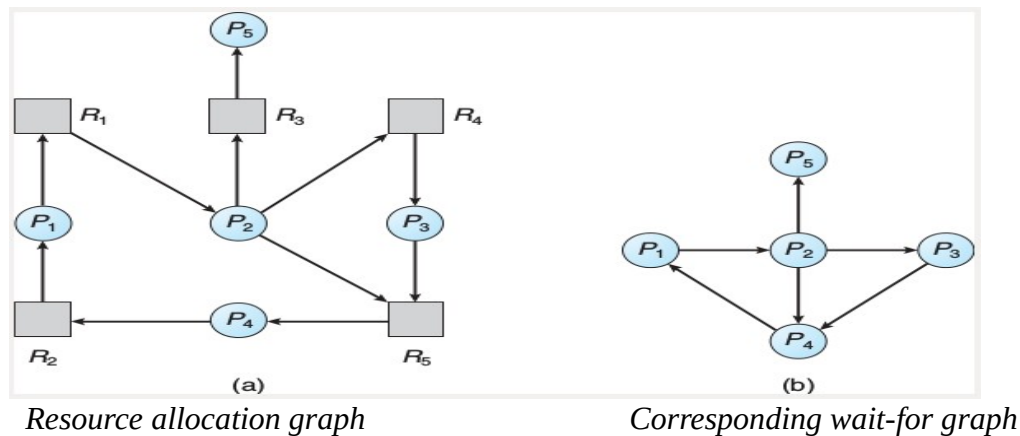 P5
R1
R3
R4
P1
P2
P3
P5
P1
P2
P3
P4
R2
R5
P4
(a)
(b)
Resource allocation graph
Corresponding wait-for graph